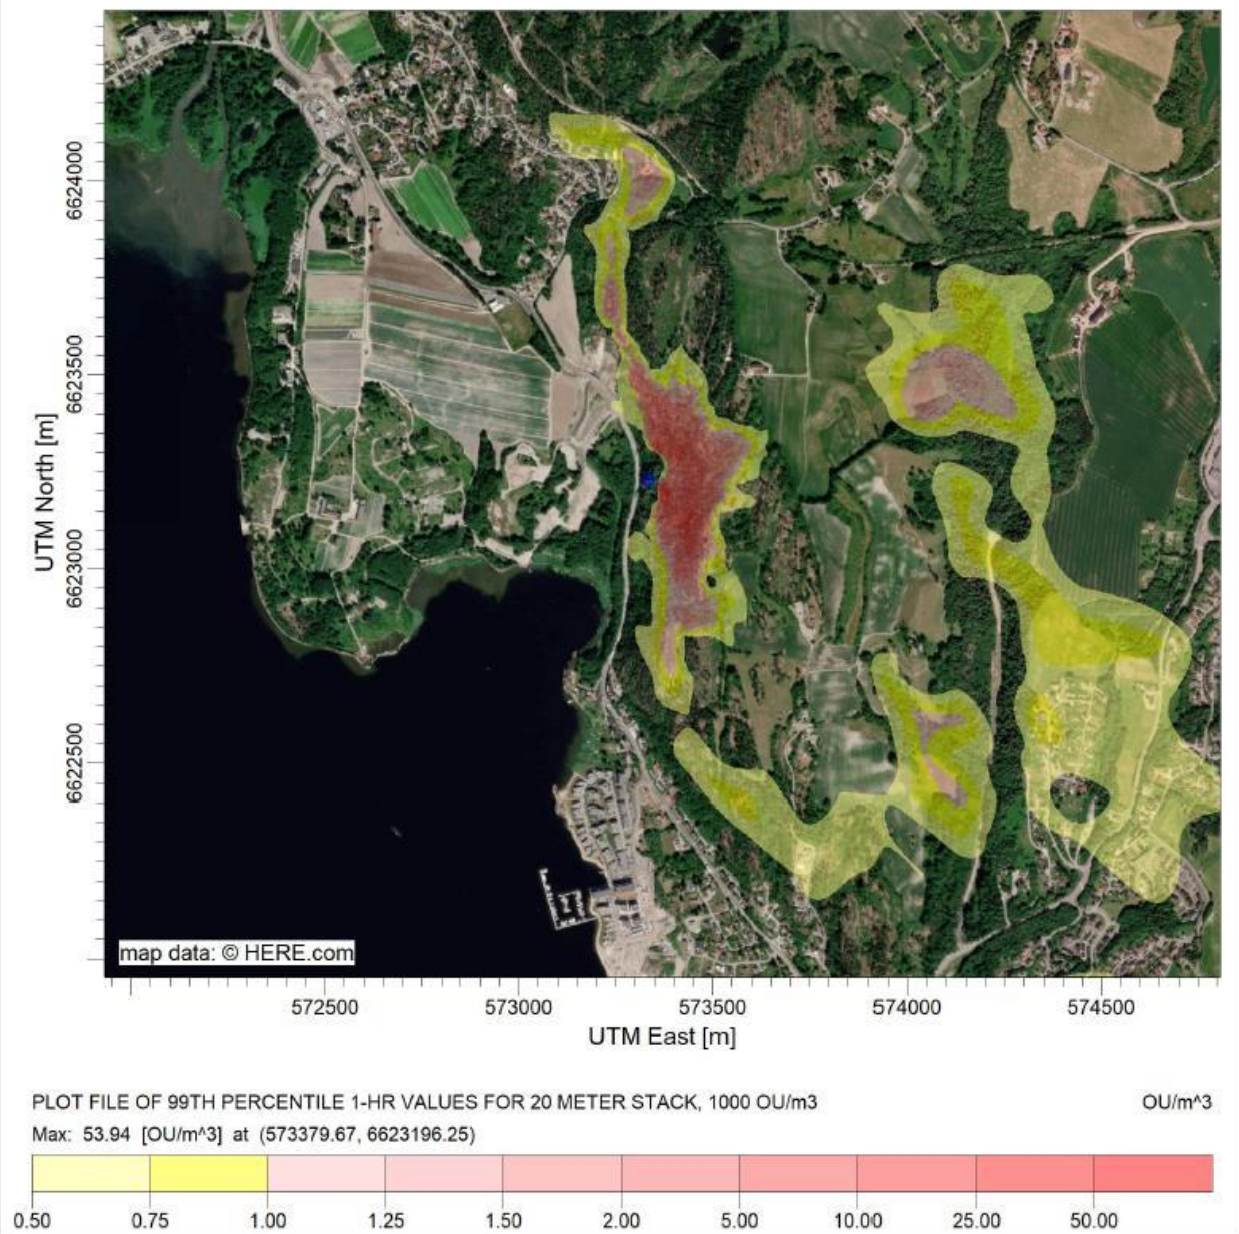 6624000
6623500
6623000
6622500
UTM North [m]
map data: © HERE.com
572500 573000 573500 574000 574500
UTM East [m]
PLOT FILE OF 99TH PERCENTILE 1-HR VALUES FOR 20 METER STACK, 1000 OU/m3 OU/m^3
Max: 53.94 [OU/m^3] at (573379.67, 6623196.25)
0.50 0.75 1.00 1.25 1.50 2.00 5.00 10.00 25.00 50.00